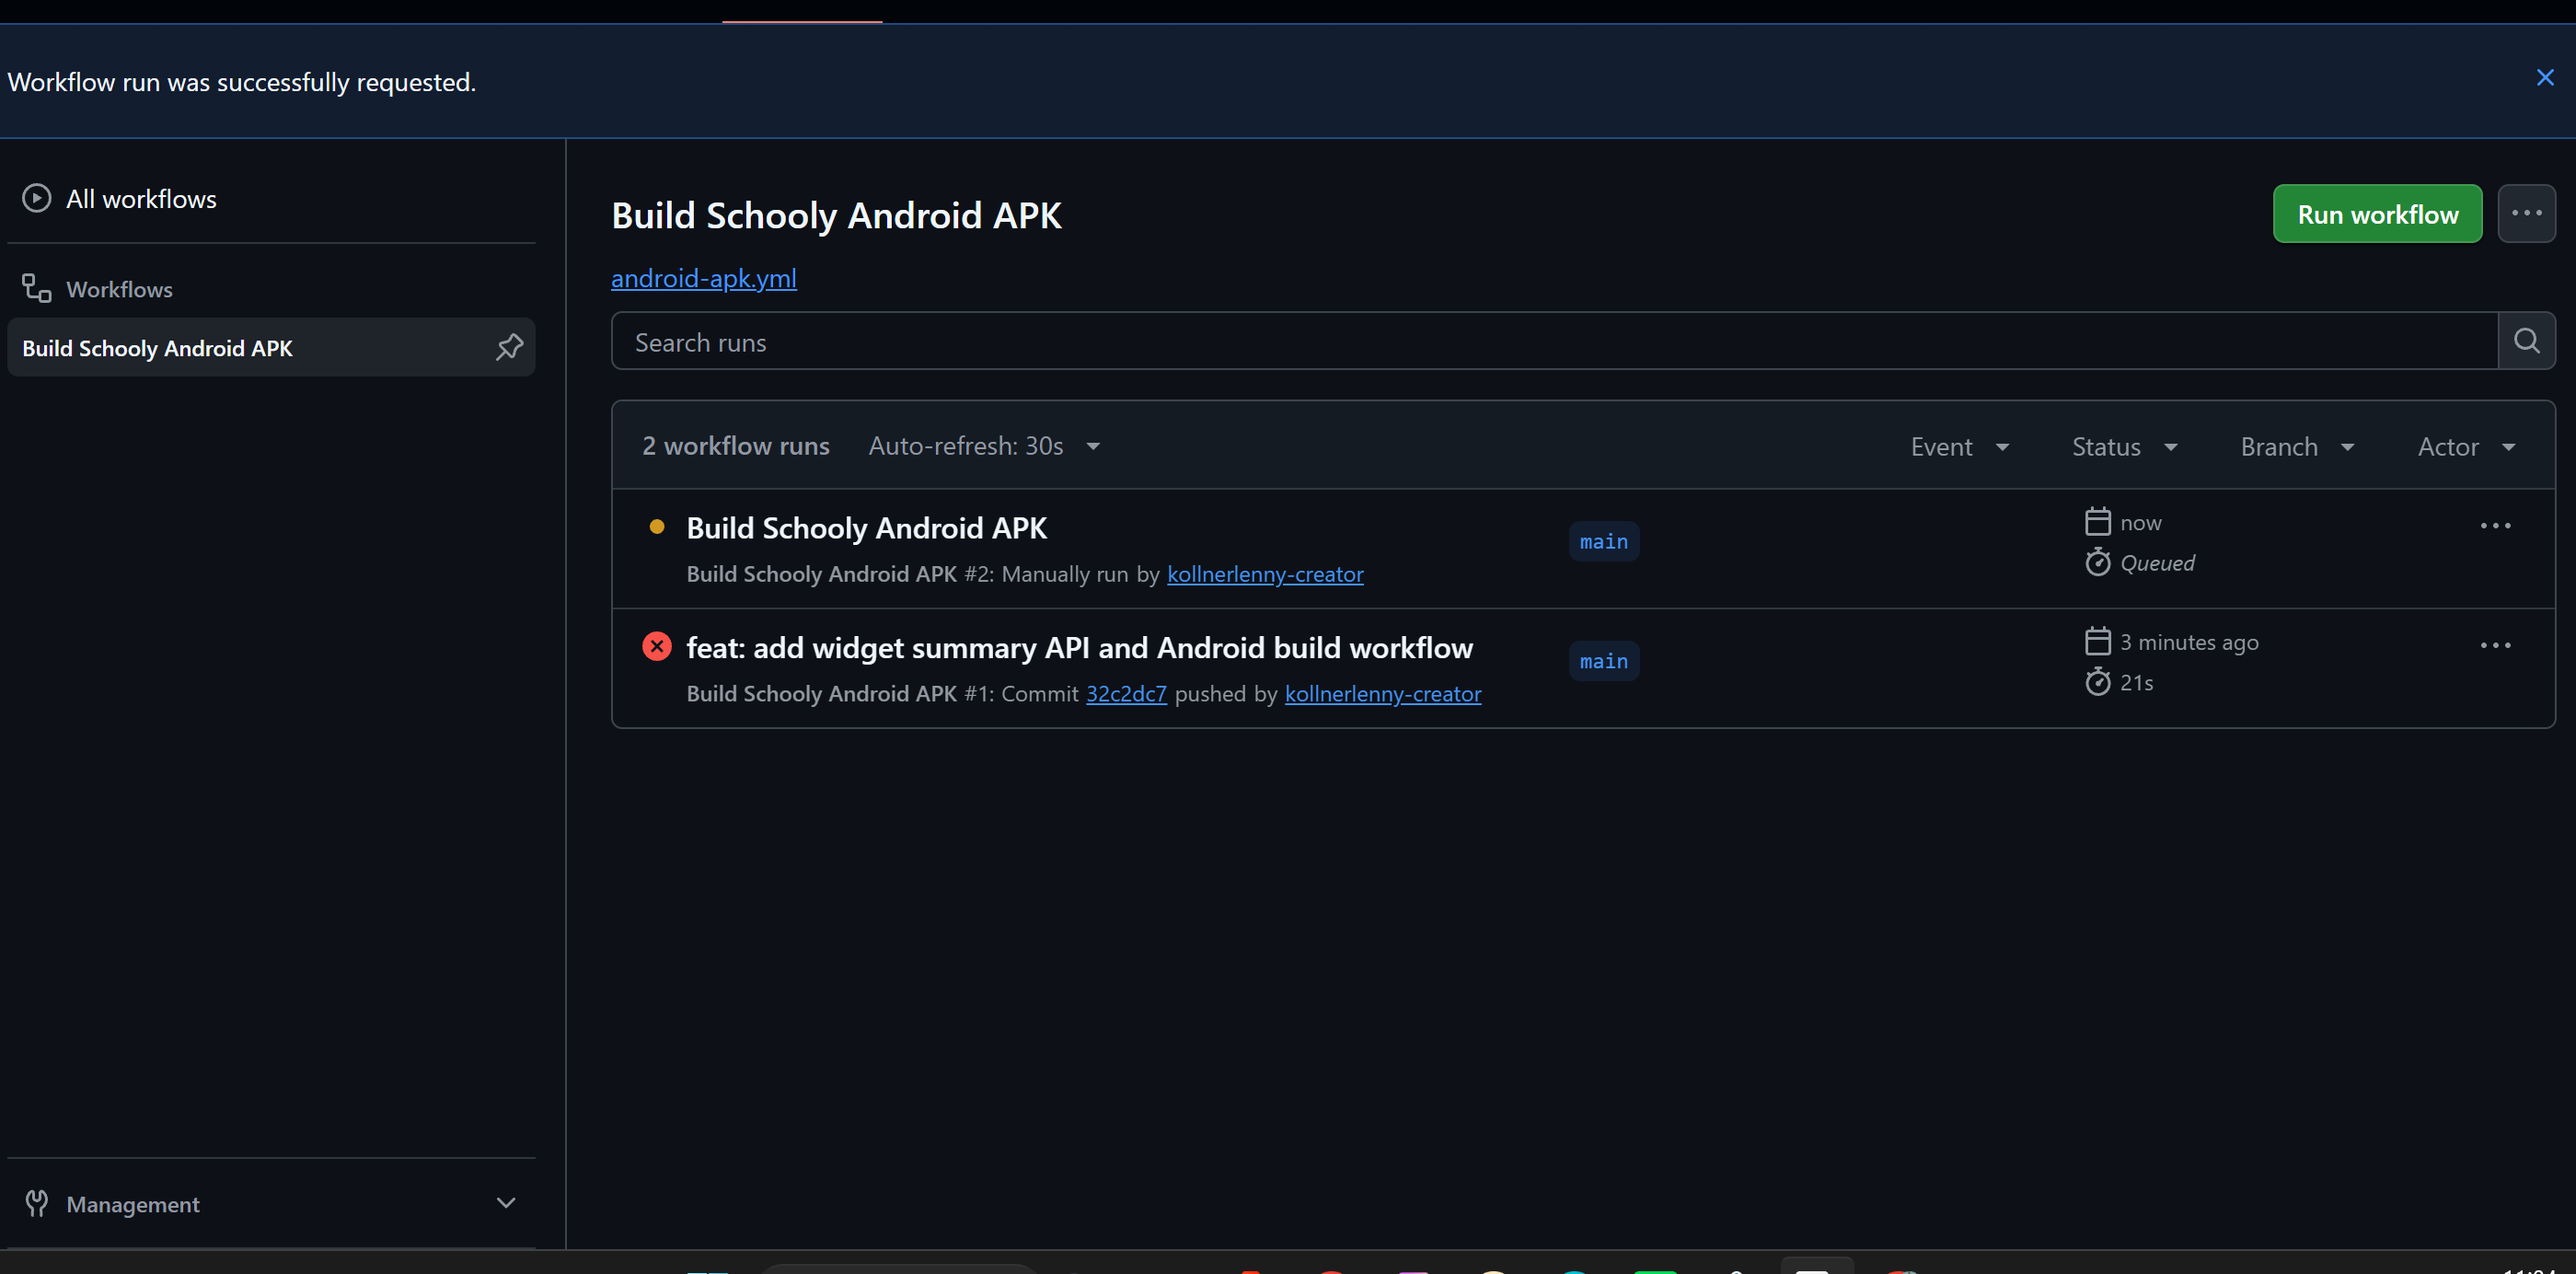 Workflow run was successfully requested.
All workflows
Workflows
Build Schooly Android APK
Management
Build Schooly Android APK
Run workflow
android-apk.yml
Search runs
2 workflow runs Auto-refresh: 30s Event Status Branch Actor
Build Schooly Android APK main now
Build Schooly Android APK #2: Manually run by kollnerlenny-creator Queued
feat: add widget summary API and Android build workflow main 3 minutes ago
Build Schooly Android APK #1: Commit 32c2dc7 pushed by kollnerlenny-creator 21s